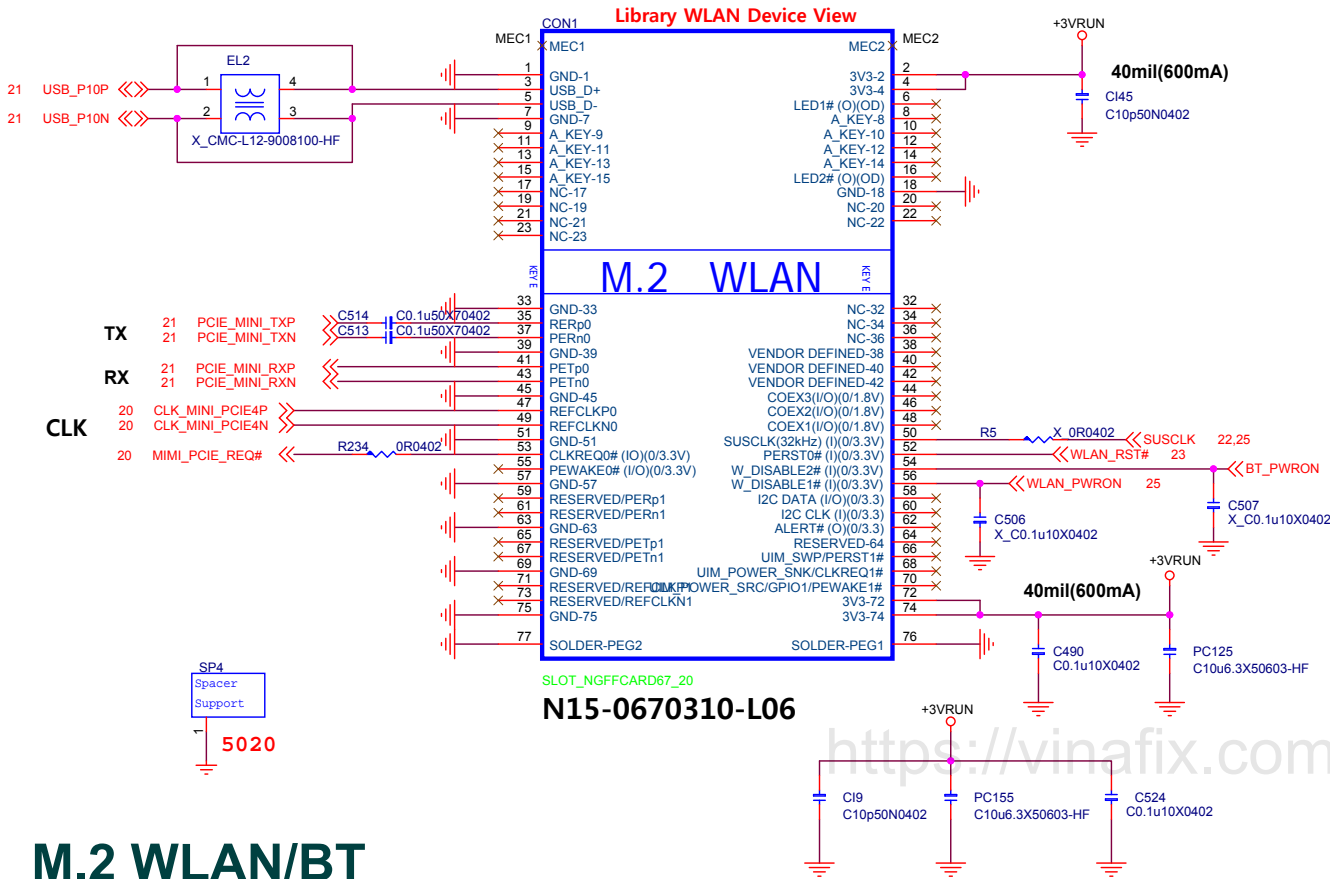 Library WLAN Device View
CON1
MEC1
MEC1
MEC2
MEC2
+3VRUN
40mil(600mA)
CI45
C10p50N0402
21 USB_P10P
21 USB_P10N
EL2
1
4
2
3
X_CMC-L12-9008100-HF
1 GND-1
3 USB_D+
5 USB_D-
7 GND-7
9 A_KEY-9
11 A_KEY-11
13 A_KEY-13
15 A_KEY-15
17 NC-17
19 NC-19
21 NC-21
23 NC-23
3V3-2 2
3V3-4 4
LED1# (O)(OD) 6
A_KEY-8 8
A_KEY-10 10
A_KEY-12 12
A_KEY-14 14
LED2# (O)(OD) 16
GND-18 18
NC-20 20
NC-22 22
KEY E
M.2 WLAN
KEY E
TX
21 PCIE_MINI_TXP
C514 C0.1u50X70402
21 PCIE_MINI_TXN
C513 C0.1u50X70402
RX
21 PCIE_MINI_RXP
21 PCIE_MINI_RXN
CLK
20 CLK_MINI_PCIE4P
20 CLK_MINI_PCIE4N
20 MIMI_PCIE_REQ#
R234 0R0402
33 GND-33
35 RERp0
37 PERn0
39 GND-39
41 PETp0
43 PETn0
45 GND-45
47 REFCLKP0
49 REFCLKN0
51 GND-51
53 CLKREQ0# (IO)(0/3.3V)
55 PEWAKE0# (I/O)(0/3.3V)
57 GND-57
59 RESERVED/PERp1
61 RESERVED/PERn1
63 GND-63
65 RESERVED/PETp1
67 RESERVED/PETn1
69 GND-69
71
73 RESERVED/REFCLKN1
75 GND-75
77 SOLDER-PEG2
NC-32 32
NC-34 34
NC-36 36
VENDOR DEFINED-38 38
VENDOR DEFINED-40 40
VENDOR DEFINED-42 42
COEX3(I/O)(0/1.8V) 44
COEX2(I/O)(0/1.8V) 46
COEX1(I/O)(0/1.8V) 48
SUSCLK(32kHz) (I)(0/3.3V) 50
PERST0# (I)(0/3.3V) 52
W_DISABLE2# (I)(0/3.3V) 54
W_DISABLE1# (I)(0/3.3V) 56
I2C DATA (I/O)(0/3.3) 58
I2C CLK (I)(0/3.3) 60
ALERT# (O)(0/3.3) 62
RESERVED-64 64
UIM_SWP/PERST1# 66
UIM_POWER_SNK/CLKREQ1# 68
70
3V3-72 72
3V3-74 74
SOLDER-PEG1 76
R5 X_0R0402
SUSCLK 22,25
WLAN_RST# 23
BT_PWRON
WLAN_PWRON 25
C506
X_C0.1u10X0402
C507
X_C0.1u10X0402
+3VRUN
40mil(600mA)
C490
C0.1u10X0402
PC125
C10u6.3X50603-HF
SLOT_NGFFCARD67_20
N15-0670310-L06
SP4
Spacer
Support
1
5020
+3VRUN
https://vinafix.com
CI9
C10p50N0402
PC155
C10u6.3X50603-HF
C524
C0.1u10X0402
M.2 WLAN/BT